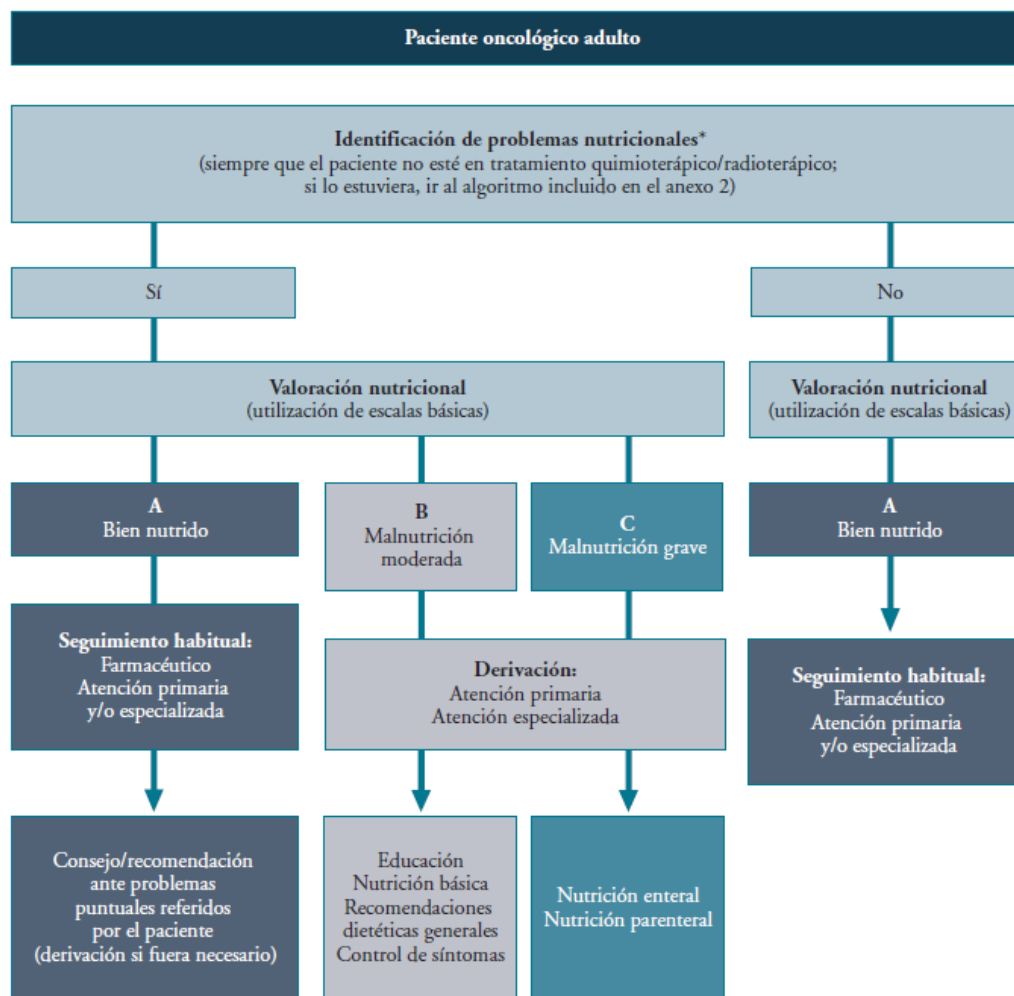 Paciente oncológico adulto
Identificación de problemas nutricionales*
(siempre que el paciente no esté en tratamiento quimioterápico/radioterápico;
si lo estuviera, ir al algoritmo incluido en el anexo 2)
Sí
No
Valoración nutricional
(utilización de escalas básicas)
Valoración nutricional
(utilización de escalas básicas)
A
Bien nutrido
B
Malnutrición
moderada
C
Malnutrición grave
A
Bien nutrido
Seguimiento habitual:
Farmacéutico
Atención primaria
y/o especializada
Derivación:
Atención primaria
Atención especializada
Seguimiento habitual:
Farmacéutico
Atención primaria
y/o especializada
Consejo/recomendación
ante problemas
puntuales referidos
por el paciente
(derivación si fuera necesario)
Educación
Nutrición básica
Recomendaciones
dietéticas generales
Control de síntomas
Nutrición enteral
Nutrición parenteral